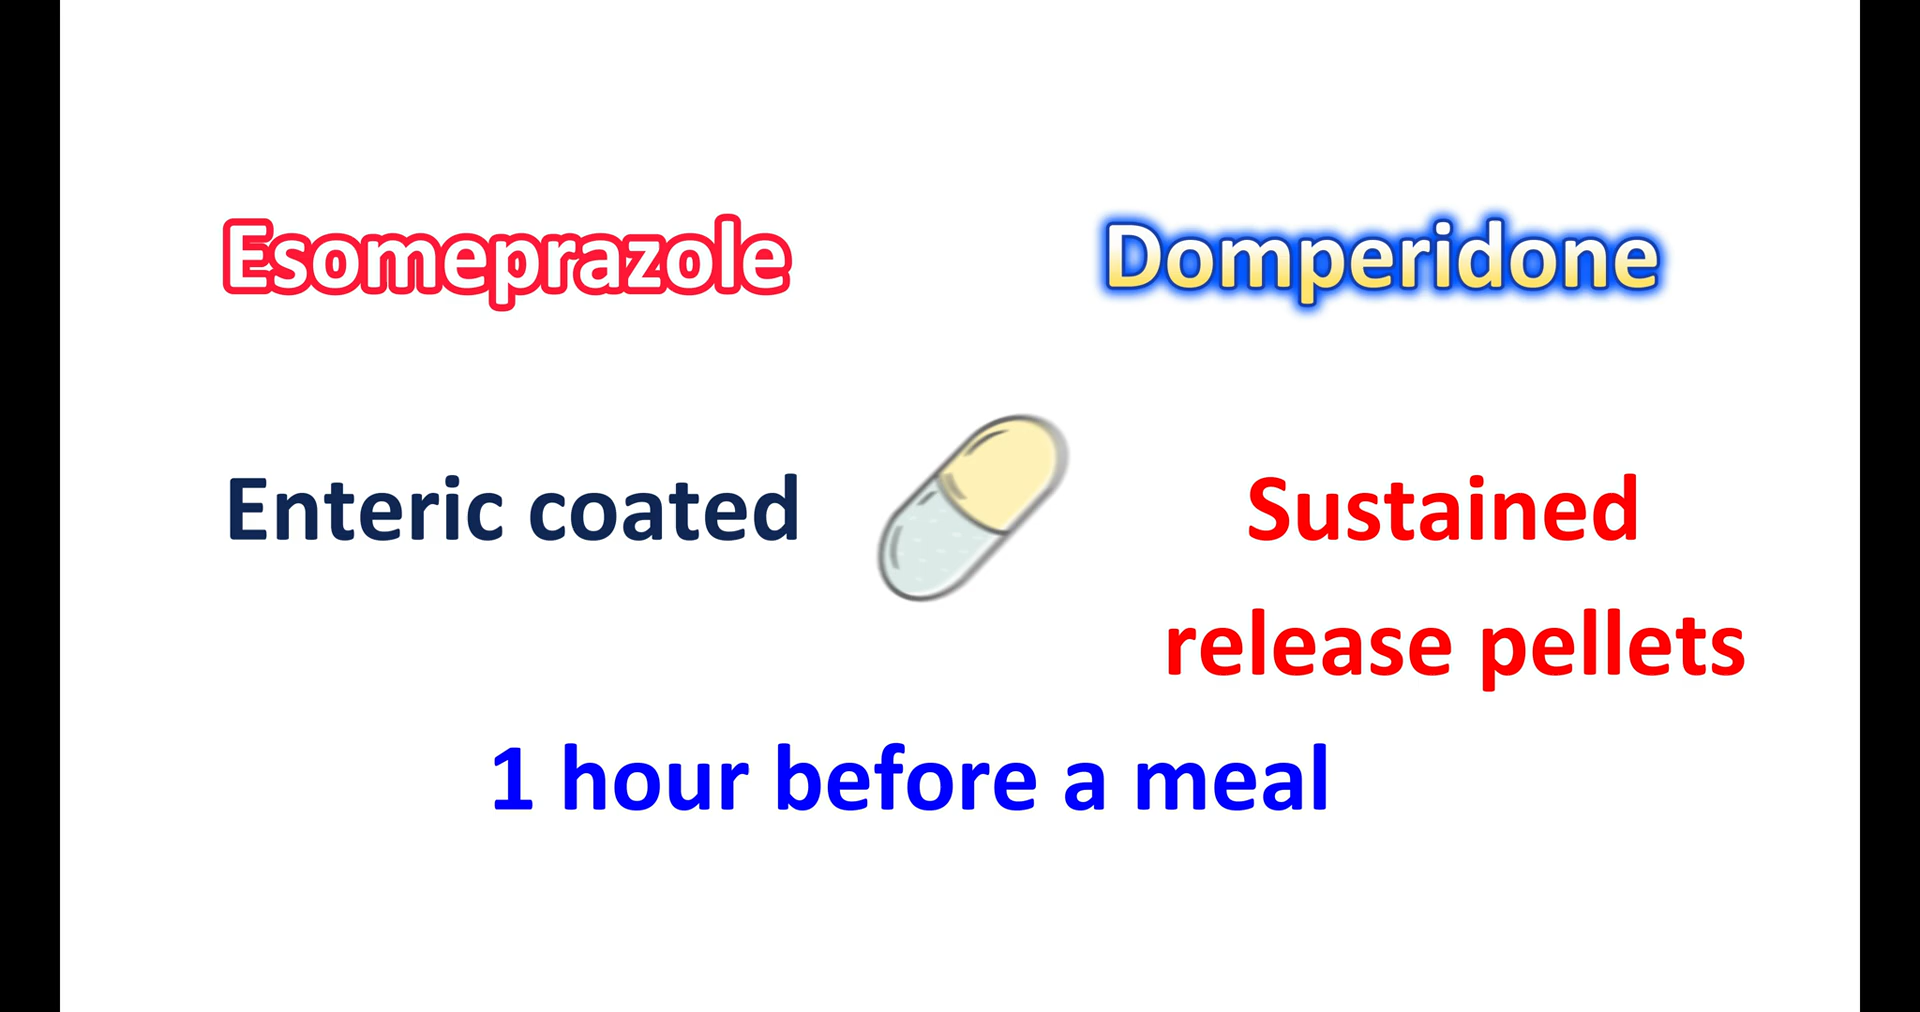 Esomeprazole
Domperidone
Enteric coated
Sustained
release pellets
1 hour before a meal